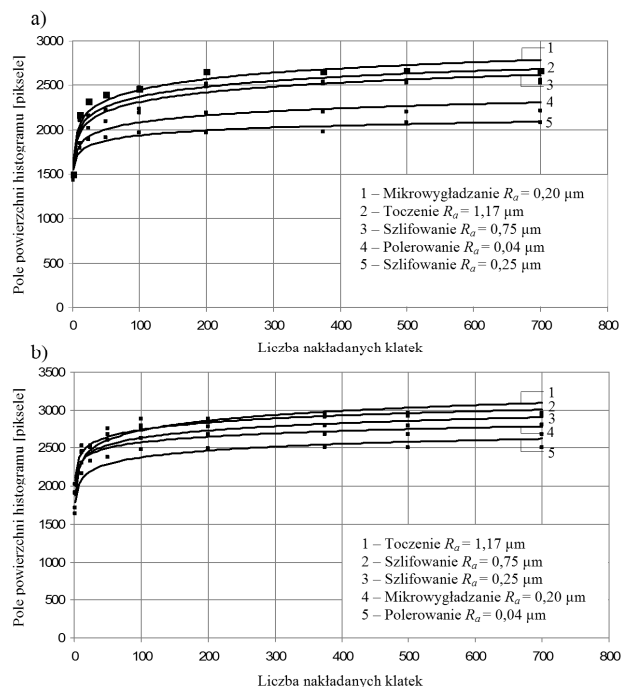 a)
Pole powierzchni histogramu [piksele]
3000
2500
2000
1500
1000
500
0
1
2
3
4
5
1 – Mikrowygładzanie Ra = 0,20 µm
2 – Toczenie Ra = 1,17 µm
3 – Szlifowanie Ra = 0,75 µm
4 – Polerowanie Ra = 0,04 µm
5 – Szlifowanie Ra = 0,25 µm
0 100 200 300 400 500 600 700 800
Liczba nakładanych klatek
b)
Pole powierzchni histogramu [piksele]
3500
3000
2500
2000
1500
1000
500
0
1
2
3
4
5
1 – Toczenie Ra = 1,17 µm
2 – Szlifowanie Ra = 0,75 µm
3 – Szlifowanie Ra = 0,25 µm
4 – Mikrowygładzanie Ra = 0,20 µm
5 – Polerowanie Ra = 0,04 µm
0 100 200 300 400 500 600 700 800
Liczba nakładanych klatek